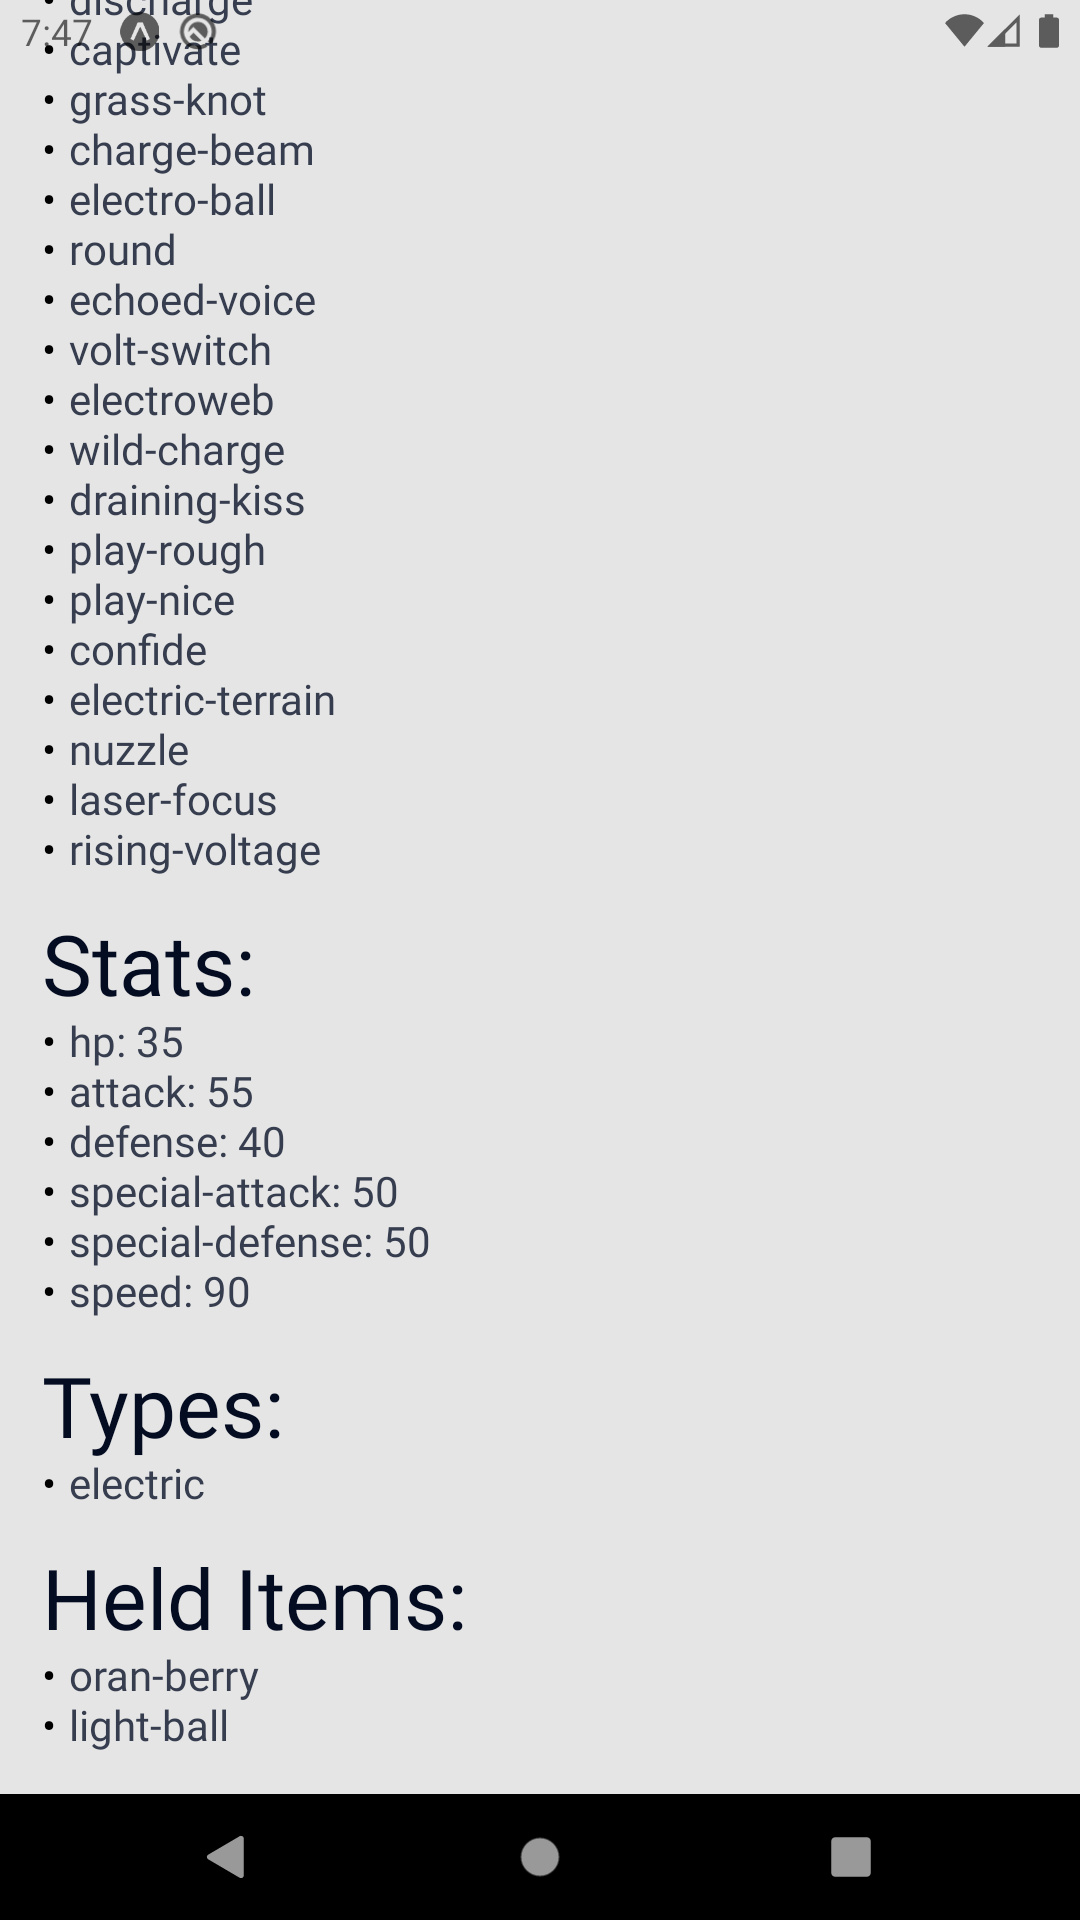 discharge
7:47
• captivate
• grass-knot
• charge-beam
• electro-ball
• round
• echoed-voice
• volt-switch
• electroweb
• wild-charge
• draining-kiss
• play-rough
• play-nice
• confide
• electric-terrain
• nuzzle
• laser-focus
• rising-voltage
Stats:
• hp: 35
• attack: 55
• defense: 40
• special-attack: 50
• special-defense: 50
• speed: 90
Types:
• electric
Held Items:
• oran-berry
• light-ball